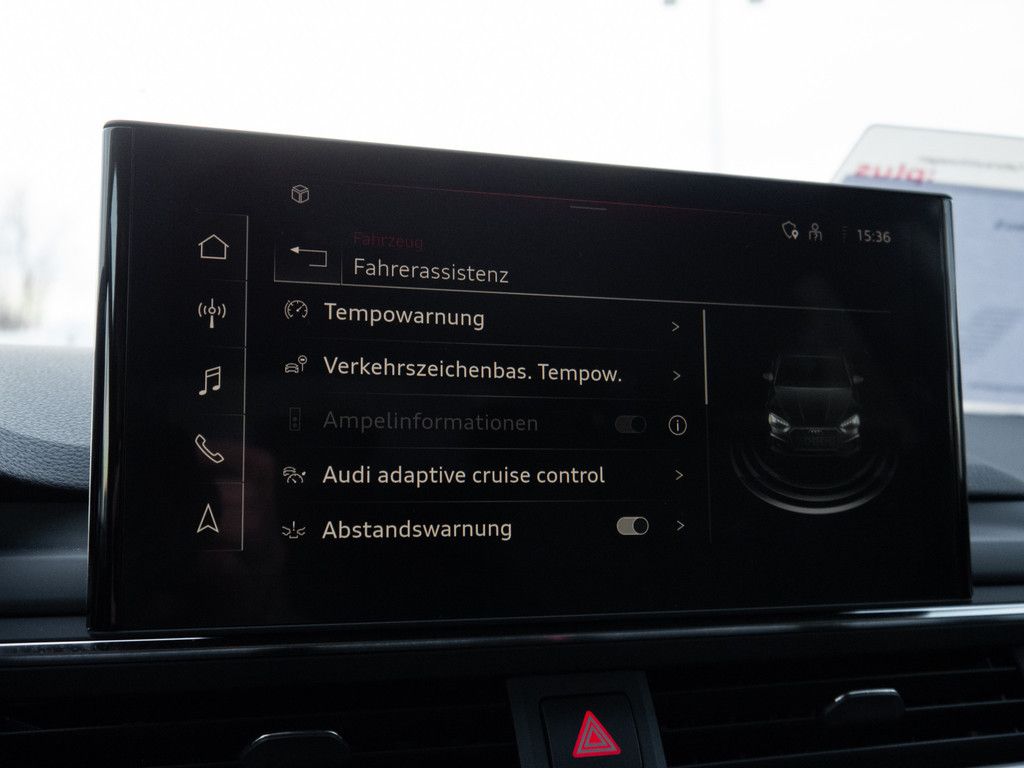 Fahrzeug
Fahrerassistenz
15:36
Tempowarnung
Verkehrszeichenbas. Tempow.
Ampelinformationen
Audi adaptive cruise control
Abstandswarnung